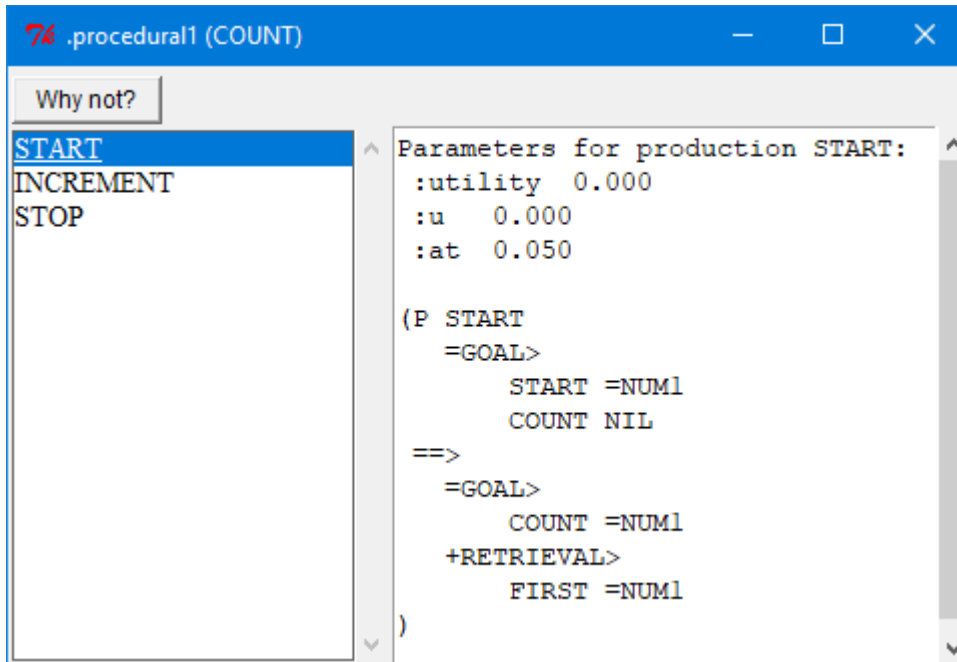 .procedural1 (COUNT)
Why not?
START
INCREMENT
STOP
Parameters for production START:
:utility 0.000
:u 0.000
:at 0.050
(P START
=GOAL>
START =NUM1
COUNT NIL
==>
=GOAL>
COUNT =NUM1
+RETRIEVAL>
FIRST =NUM1
)